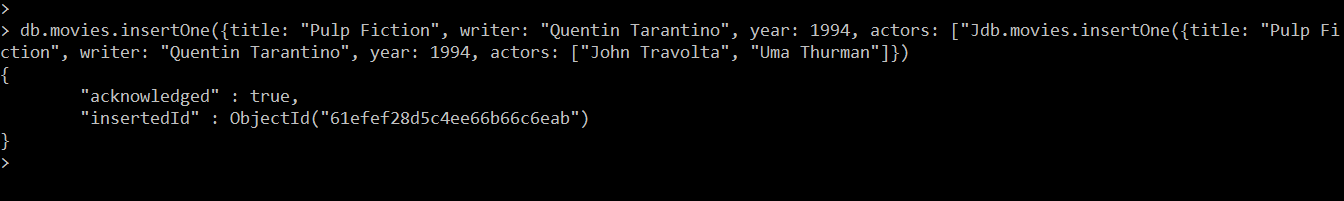 >
> db.movies.insertOne({title: "Pulp Fiction", writer: "Quentin Tarantino", year: 1994, actors: ["Jdb.movies.insertOne({title: "Pulp Fi
ction", writer: "Quentin Tarantino", year: 1994, actors: ["John Travolta", "Uma Thurman"]})
{
        "acknowledged" : true,
        "insertedId" : ObjectId("61efef28d5c4ee66b66c6eab")
}
>